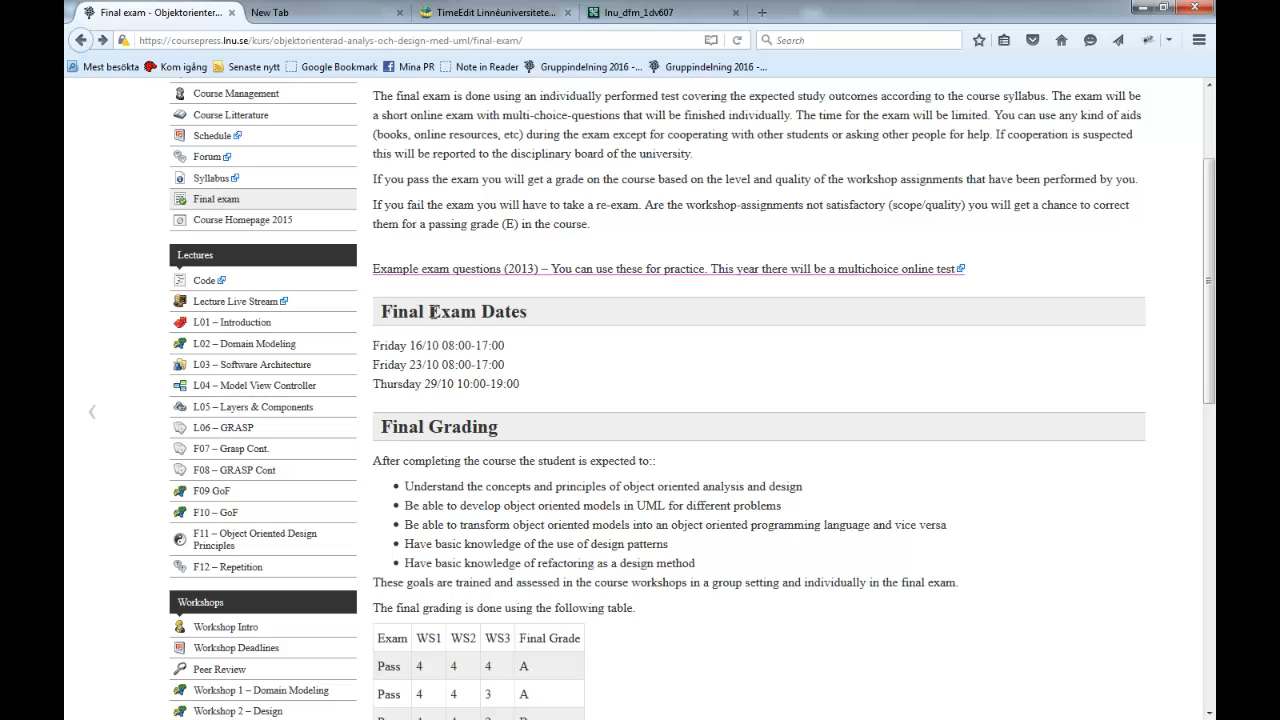 Final exam - Objektorienter...
New Tab
TimeEdit Linnéuniversitete...
lnu_dfm_1dv607
https://coursepress.lnu.se/kurs/objektorienterad-analys-och-design-med-uml/final-exam/
Search
Mest besökta
Kom igång
Senaste nytt
Google Bookmark
Mina PR
Note in Reader
Gruppindelning 2016 -...
Gruppindelning 2016 -...
Course Management
Course Litterature
Schedule
Forum
Syllabus
Final exam
Course Homepage 2015
Lectures
Code
Lecture Live Stream
L01 – Introduction
L02 – Domain Modeling
L03 – Software Architecture
L04 – Model View Controller
L05 – Layers & Components
L06 – GRASP
F07 – Grasp Cont.
F08 – GRASP Cont
F09 GoF
F10 – GoF
F11 – Object Oriented Design
Principles
F12 – Repetition
Workshops
Workshop Intro
Workshop Deadlines
Peer Review
Workshop 1 – Domain Modeling
Workshop 2 – Design
The final exam is done using an individually performed test covering the expected study outcomes according to the course syllabus. The exam will be
a short online exam with multi-choice-questions that will be finished individually. The time for the exam will be limited. You can use any kind of aids
(books, online resources, etc) during the exam except for cooperating with other students or asking other people for help. If cooperation is suspected
this will be reported to the disciplinary board of the university.
If you pass the exam you will get a grade on the course based on the level and quality of the workshop assignments that have been performed by you.
If you fail the exam you will have to take a re-exam. Are the workshop-assignments not satisfactory (scope/quality) you will get a chance to correct
them for a passing grade (E) in the course.
Example exam questions (2013) – You can use these for practice. This year there will be a multichoice online test
Final Exam Dates
Friday 16/10 08:00-17:00
Friday 23/10 08:00-17:00
Thursday 29/10 10:00-19:00
Final Grading
After completing the course the student is expected to::
Understand the concepts and principles of object oriented analysis and design
Be able to develop object oriented models in UML for different problems
Be able to transform object oriented models into an object oriented programming language and vice versa
Have basic knowledge of the use of design patterns
Have basic knowledge of refactoring as a design method
These goals are trained and assessed in the course workshops in a group setting and individually in the final exam.
The final grading is done using the following table.
Exam WS1 WS2 WS3 Final Grade
Pass 4 4 4 A
Pass 4 4 3 A